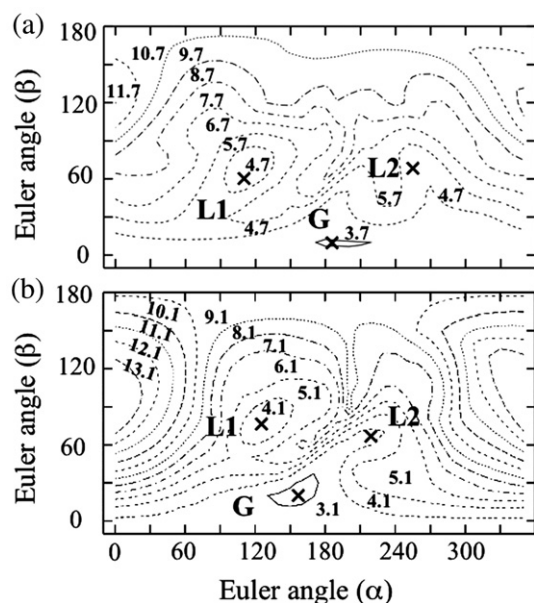 (a)
180
120
60
0
Euler angle (β)
10.7
9.7
8.7
11.7
7.7
6.7
5.7
4.7
L1
4.7
L2
5.7
4.7
G
3.7
(b)
180
120
60
0
Euler angle (β)
10.1
9.1
11.1
8.1
12.1
7.1
13.1
6.1
5.1
4.1
L1
L2
5.1
4.1
G
3.1
0 60 120 180 240 300
Euler angle (α)